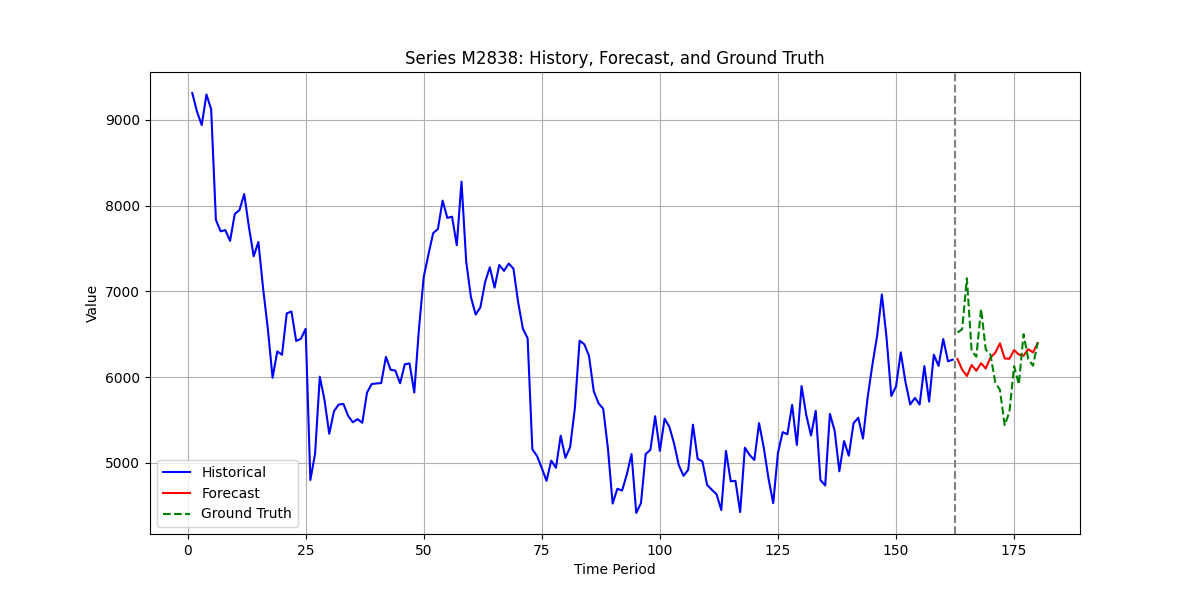 Series M2838: History, Forecast, and Ground Truth
Value
9000
8000
7000
6000
5000
Historical
Forecast
Ground Truth
0 25 50 75 100 125 150 175
Time Period